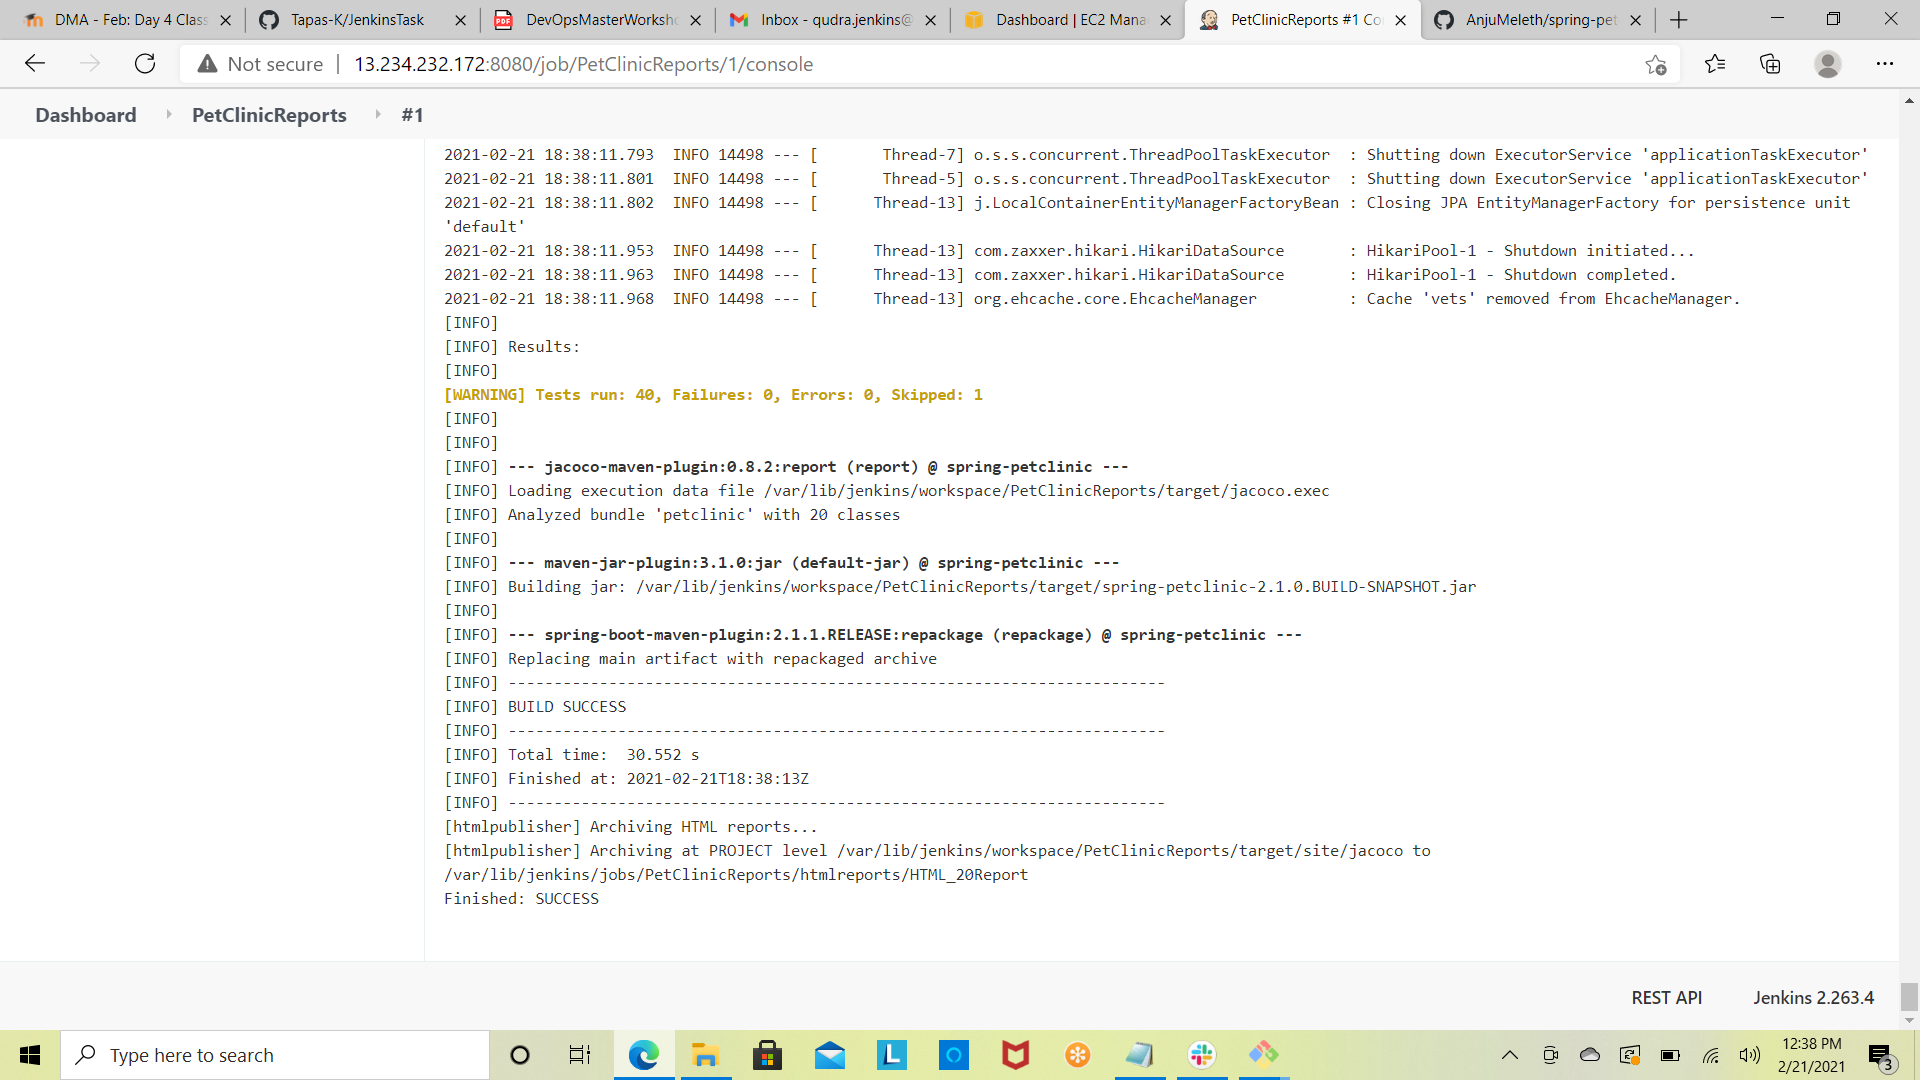 DMA - Feb: Day 4 Class
Tapas-K/JenkinsTask
DevOpsMasterWorksho
Inbox - qudra.jenkins@
Dashboard | EC2 Mana
PetClinicReports #1 Co
AnjuMeleth/spring-pet
Not secure | 13.234.232.172:8080/job/PetClinicReports/1/console
Dashboard PetClinicReports #1
2021-02-21 18:38:11.793  INFO 14498 --- [       Thread-7] o.s.s.concurrent.ThreadPoolTaskExecutor  : Shutting down ExecutorService 'applicationTaskExecutor'
2021-02-21 18:38:11.801  INFO 14498 --- [       Thread-5] o.s.s.concurrent.ThreadPoolTaskExecutor  : Shutting down ExecutorService 'applicationTaskExecutor'
2021-02-21 18:38:11.802  INFO 14498 --- [      Thread-13] j.LocalContainerEntityManagerFactoryBean : Closing JPA EntityManagerFactory for persistence unit
'default'
2021-02-21 18:38:11.953  INFO 14498 --- [      Thread-13] com.zaxxer.hikari.HikariDataSource       : HikariPool-1 - Shutdown initiated...
2021-02-21 18:38:11.963  INFO 14498 --- [      Thread-13] com.zaxxer.hikari.HikariDataSource       : HikariPool-1 - Shutdown completed.
2021-02-21 18:38:11.968  INFO 14498 --- [      Thread-13] org.ehcache.core.EhcacheManager          : Cache 'vets' removed from EhcacheManager.
[INFO]
[INFO] Results:
[INFO]
[WARNING] Tests run: 40, Failures: 0, Errors: 0, Skipped: 1
[INFO]
[INFO]
[INFO] --- jacoco-maven-plugin:0.8.2:report (report) @ spring-petclinic ---
[INFO] Loading execution data file /var/lib/jenkins/workspace/PetClinicReports/target/jacoco.exec
[INFO] Analyzed bundle 'petclinic' with 20 classes
[INFO]
[INFO] --- maven-jar-plugin:3.1.0:jar (default-jar) @ spring-petclinic ---
[INFO] Building jar: /var/lib/jenkins/workspace/PetClinicReports/target/spring-petclinic-2.1.0.BUILD-SNAPSHOT.jar
[INFO]
[INFO] --- spring-boot-maven-plugin:2.1.1.RELEASE:repackage (repackage) @ spring-petclinic ---
[INFO] Replacing main artifact with repackaged archive
[INFO] ------------------------------------------------------------------------
[INFO] BUILD SUCCESS
[INFO] ------------------------------------------------------------------------
[INFO] Total time:  30.552 s
[INFO] Finished at: 2021-02-21T18:38:13Z
[INFO] ------------------------------------------------------------------------
[htmlpublisher] Archiving HTML reports...
[htmlpublisher] Archiving at PROJECT level /var/lib/jenkins/workspace/PetClinicReports/target/site/jacoco to
/var/lib/jenkins/jobs/PetClinicReports/htmlreports/HTML_20Report
Finished: SUCCESS
REST API Jenkins 2.263.4
Type here to search
12:38 PM
2/21/2021
3